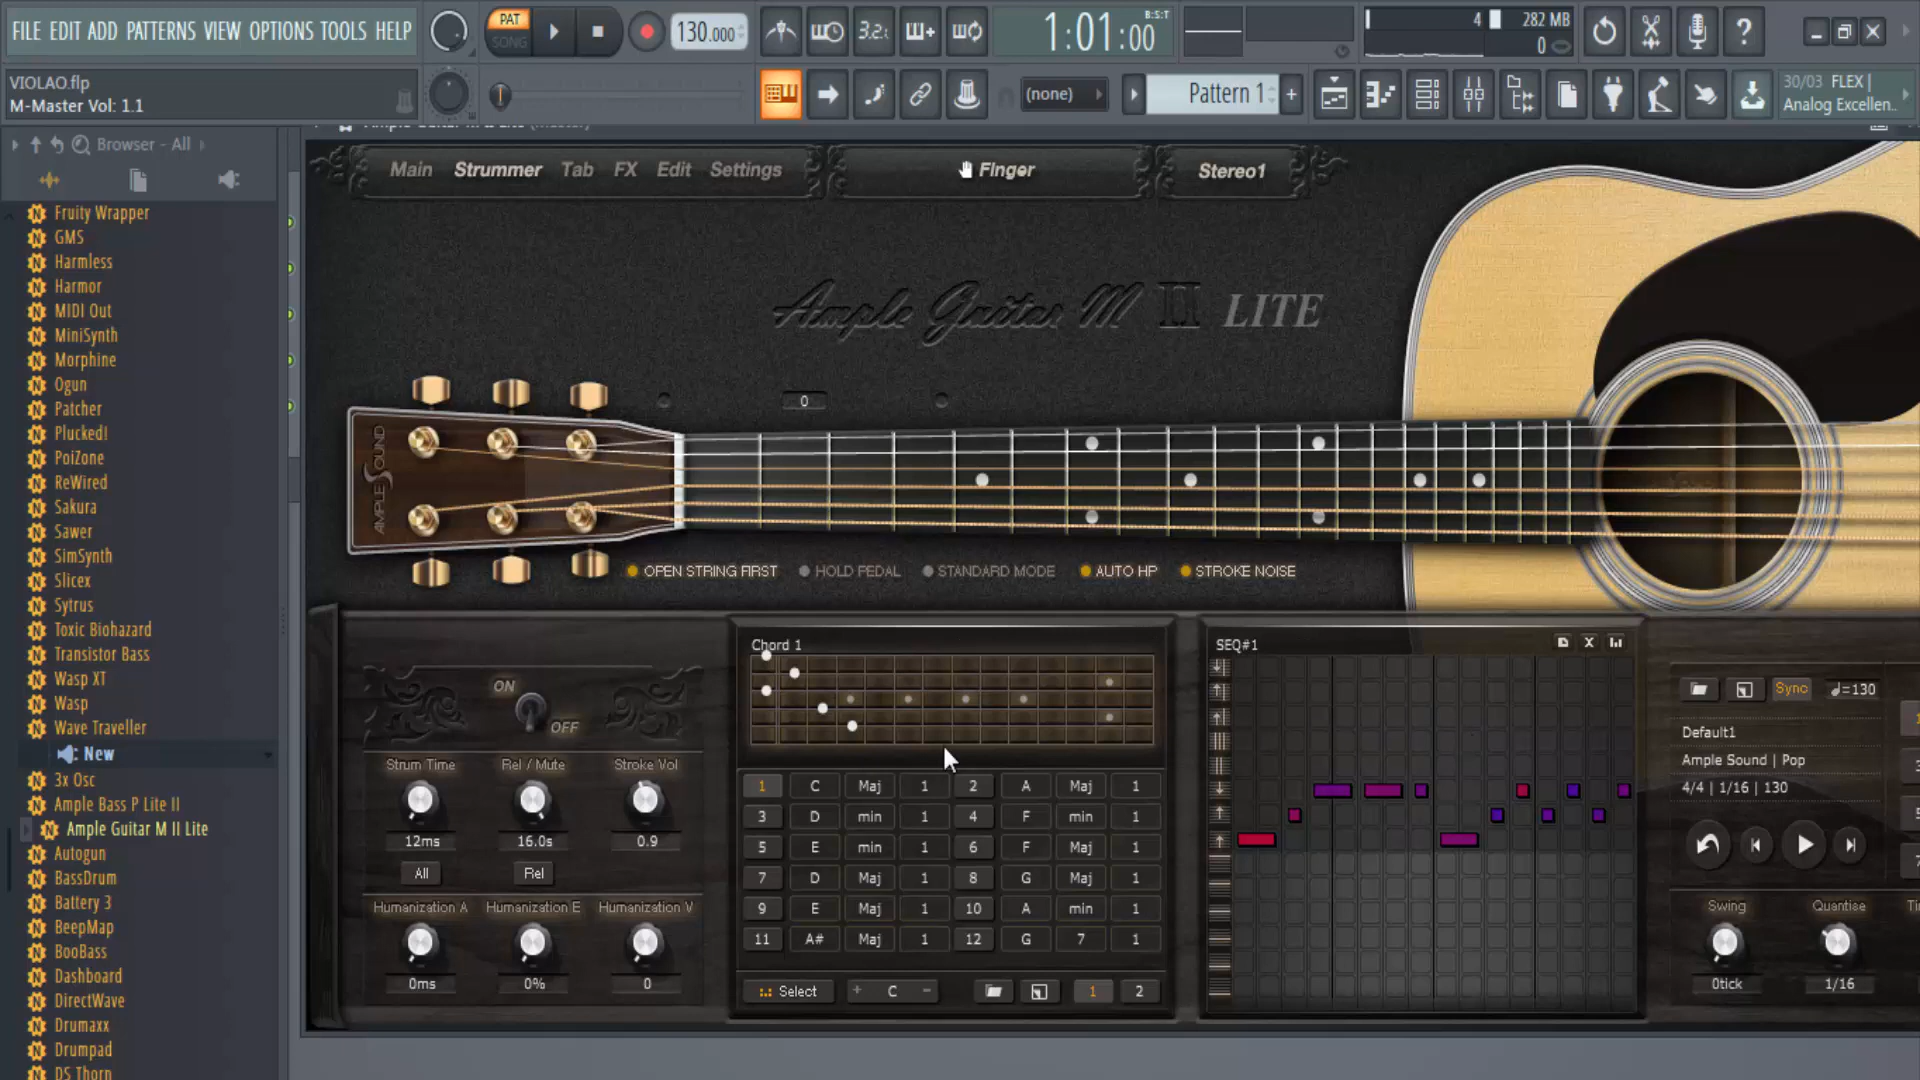 FILE EDIT ADD PATTERNS VIEW OPTIONS TOOLS HELP
PAT
SONG
130.000
3.2.
1:01:00
B:S:T
4
282 MB
0
VIOLAO.flp
M-Master Vol: 1.1
(none)
Pattern 1
+
30/03 FLEX |
Analog Excellen..
Browser - All
Fruity Wrapper
GMS
Harmless
Harmor
MIDI Out
MiniSynth
Morphine
Ogun
Patcher
Plucked!
PoiZone
ReWired
Sakura
Sawer
SimSynth
Slicex
Sytrus
Toxic Biohazard
Transistor Bass
Wasp XT
Wasp
Wave Traveller
New
3x Osc
Ample Bass P Lite II
Ample Guitar M II Lite
Autogun
BassDrum
Battery 3
BeepMap
BooBass
Dashboard
DirectWave
Drumaxx
Drumpad
DS Thorn
Main Strummer Tab FX Edit Settings
Finger
Stereo1
Ample Guitar M II LITE
0
AMPLE SOUND
OPEN STRING FIRST HOLD PEDAL STANDARD MODE AUTO HP STROKE NOISE
ON
OFF
Strum Time Rel / Mute Stroke Vol
12ms 16.0s 0.9
All Rel
Humanization A Humanization E Humanization V
0ms 0% 0
Chord 1
1 C Maj 1 2 A Maj 1
3 D min 1 4 F min 1
5 E min 1 6 F Maj 1
7 D Maj 1 8 G Maj 1
9 E Maj 1 10 A min 1
11 A# Maj 1 12 G 7 1
Select + C - 1 2
SEQ#1
X
Sync
=130
Default1
Ample Sound | Pop
4/4 | 1/16 | 130
Swing Quantise
0tick 1/16